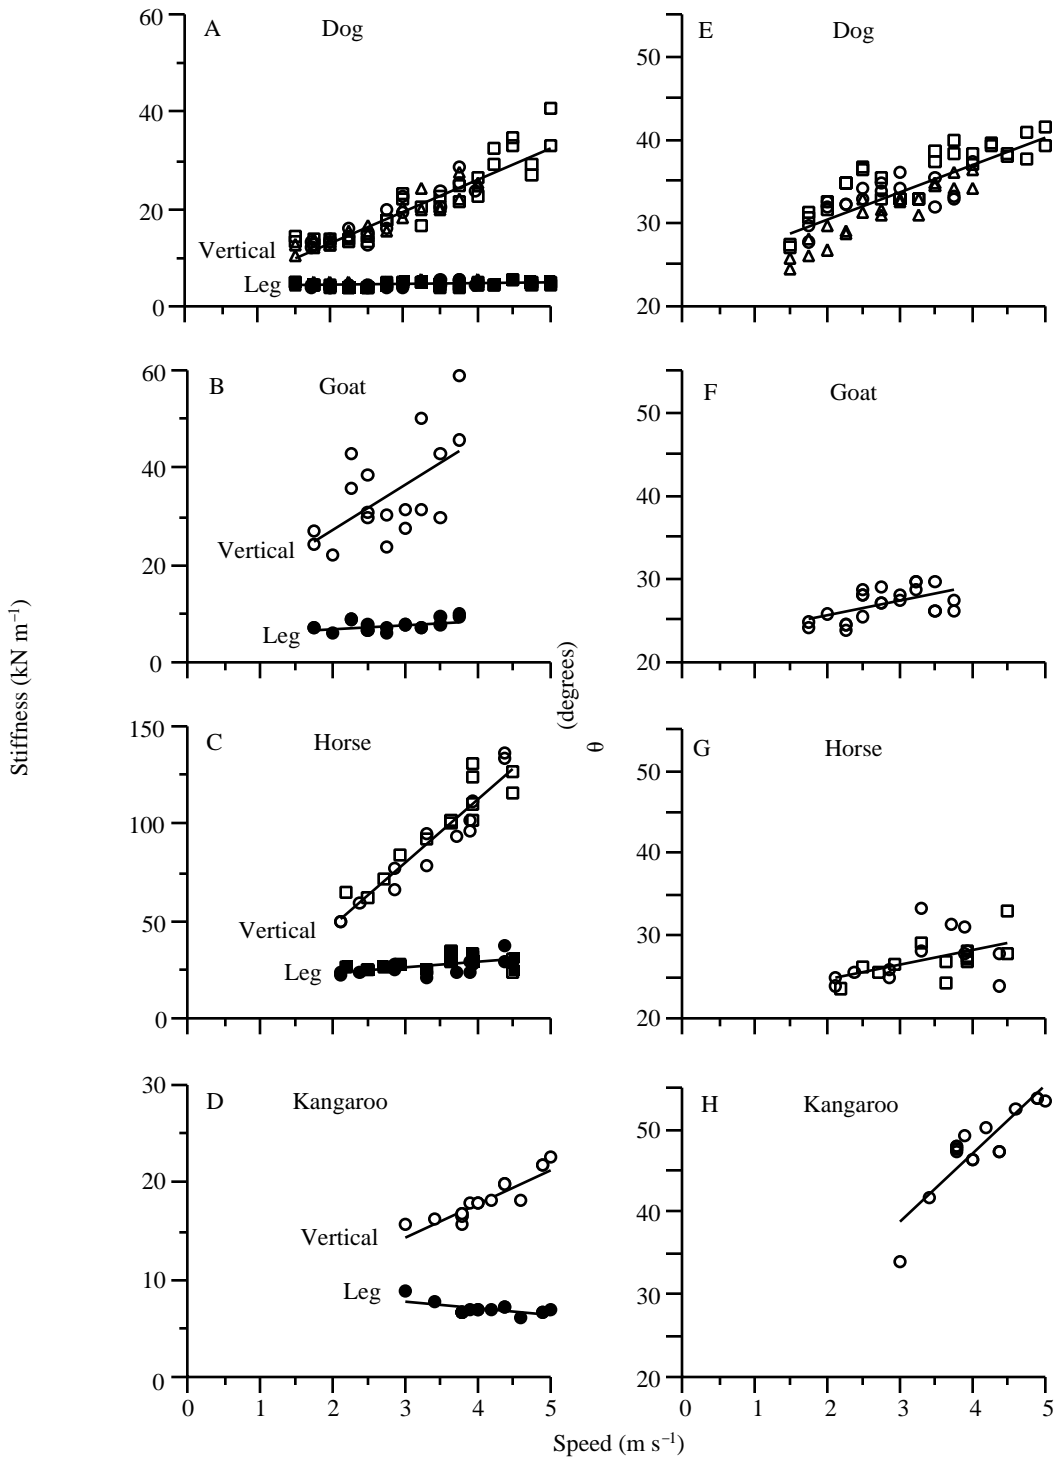 A Dog
60
40
20
0
Vertical
Leg
E Dog
50
40
30
20
B Goat
60
40
20
0
Vertical
Leg
F Goat
50
40
30
20
C Horse
150
100
50
0
Vertical
Leg
G Horse
50
40
30
20
D Kangaroo
30
20
10
0
Vertical
Leg
0 1 2 3 4 5
H Kangaroo
50
40
30
20
0 1 2 3 4 5
Stiffness (kN m⁻¹)
θ (degrees)
Speed (m s⁻¹)